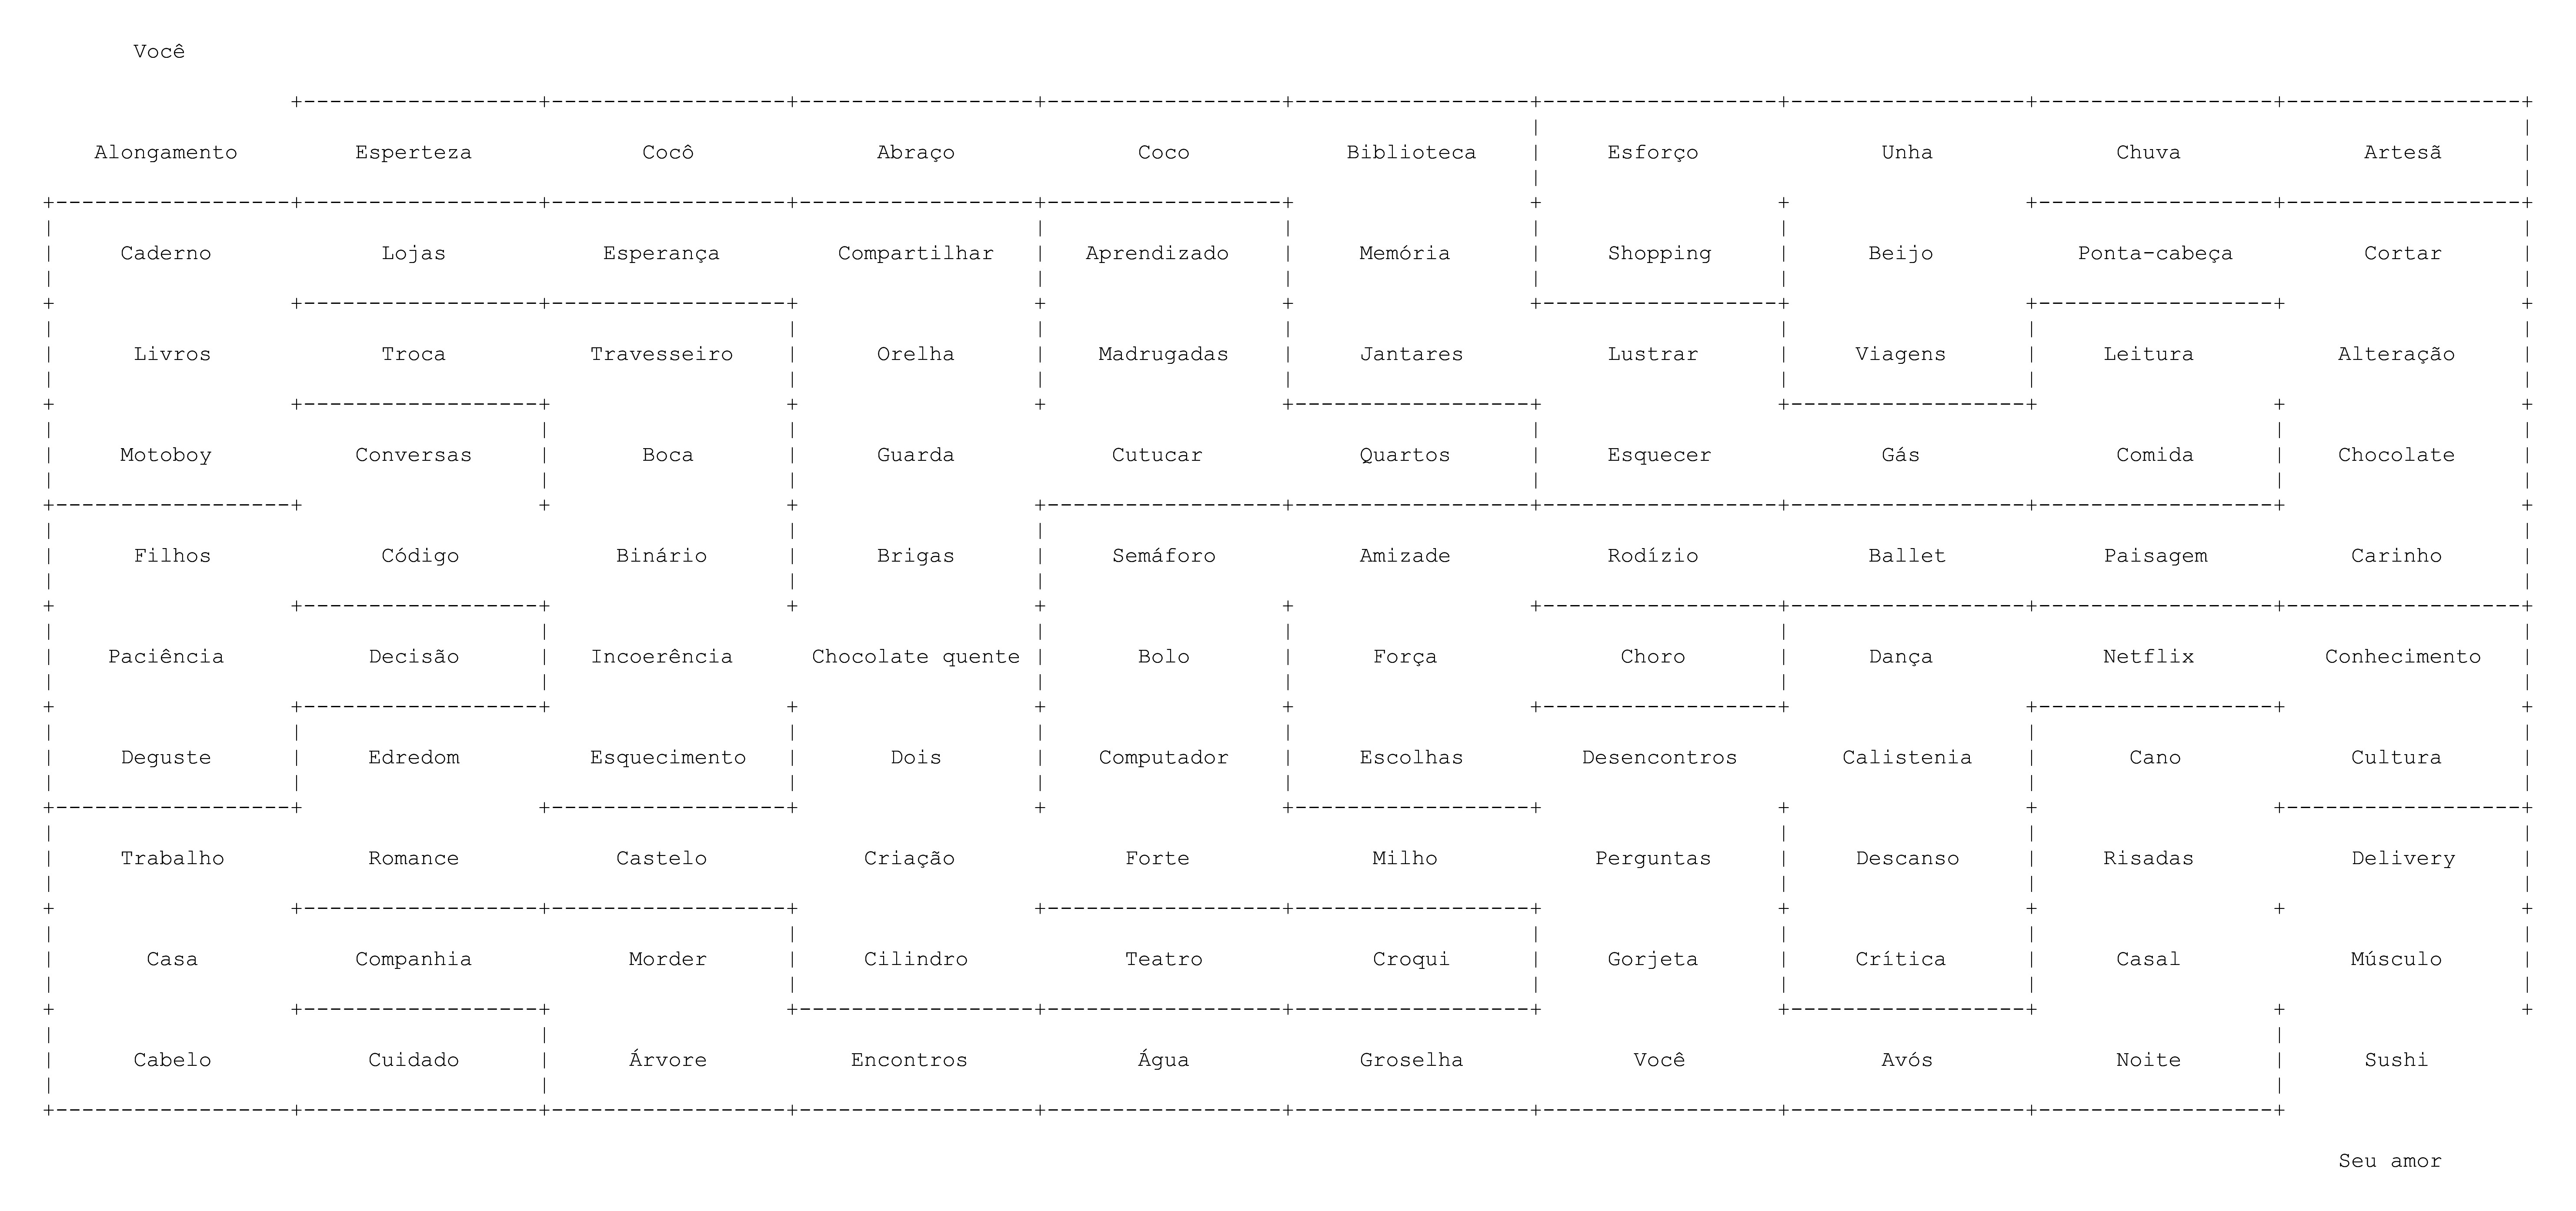 Você
Alongamento Esperteza Cocô Abraço Coco Biblioteca Esforço Unha Chuva Artesã
Caderno Lojas Esperança Compartilhar Aprendizado Memória Shopping Beijo Ponta-cabeça Cortar
Livros Troca Travesseiro Orelha Madrugadas Jantares Lustrar Viagens Leitura Alteração
Motoboy Conversas Boca Guarda Cutucar Quartos Esquecer Gás Comida Chocolate
Filhos Código Binário Brigas Semáforo Amizade Rodízio Ballet Paisagem Carinho
Paciência Decisão Incoerência Chocolate quente Bolo Força Choro Dança Netflix Conhecimento
Deguste Edredom Esquecimento Dois Computador Escolhas Desencontros Calistenia Cano Cultura
Trabalho Romance Castelo Criação Forte Milho Perguntas Descanso Risadas Delivery
Casa Companhia Morder Cilindro Teatro Croqui Gorjeta Crítica Casal Músculo
Cabelo Cuidado Árvore Encontros Água Groselha Você Avós Noite Sushi
Seu amor